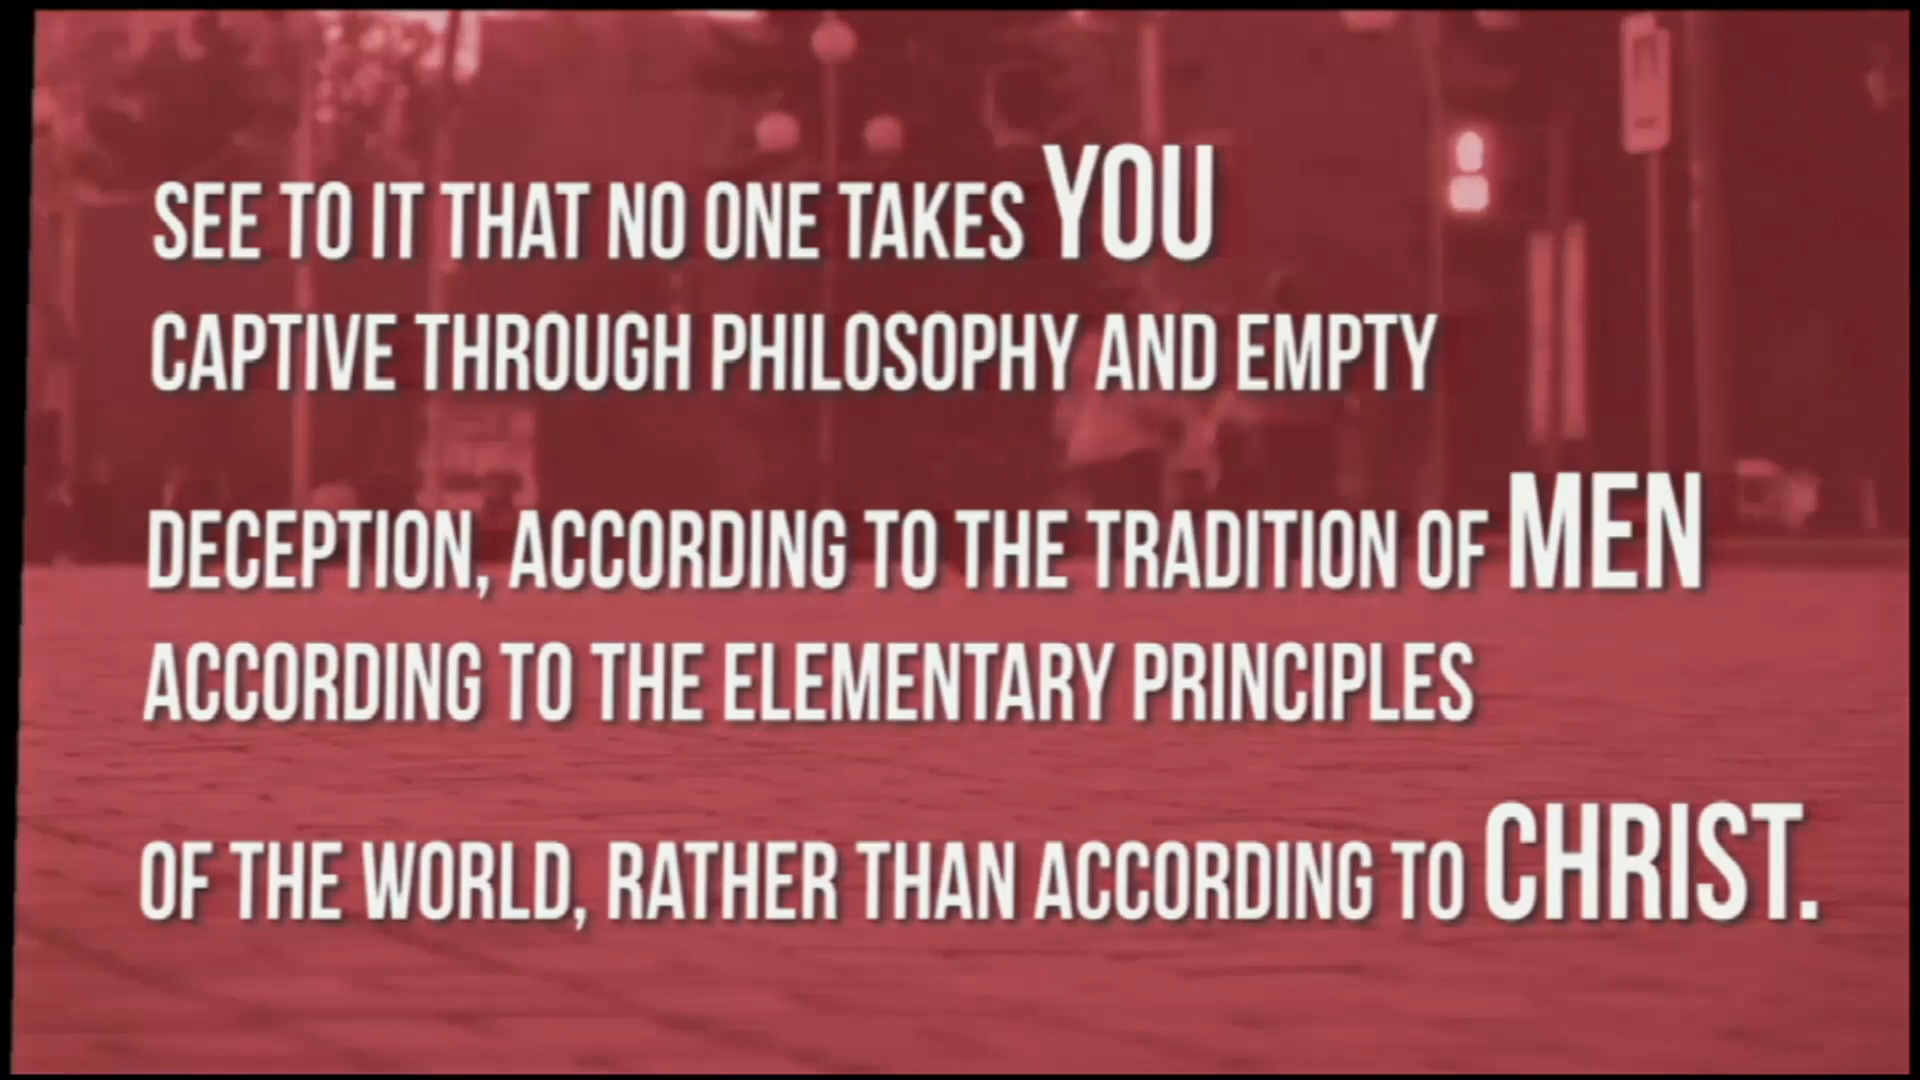 SEE TO IT THAT NO ONE TAKES YOU
CAPTIVE THROUGH PHILOSOPHY AND EMPTY
DECEPTION, ACCORDING TO THE TRADITION OF MEN
ACCORDING TO THE ELEMENTARY PRINCIPLES
OF THE WORLD, RATHER THAN ACCORDING TO CHRIST.